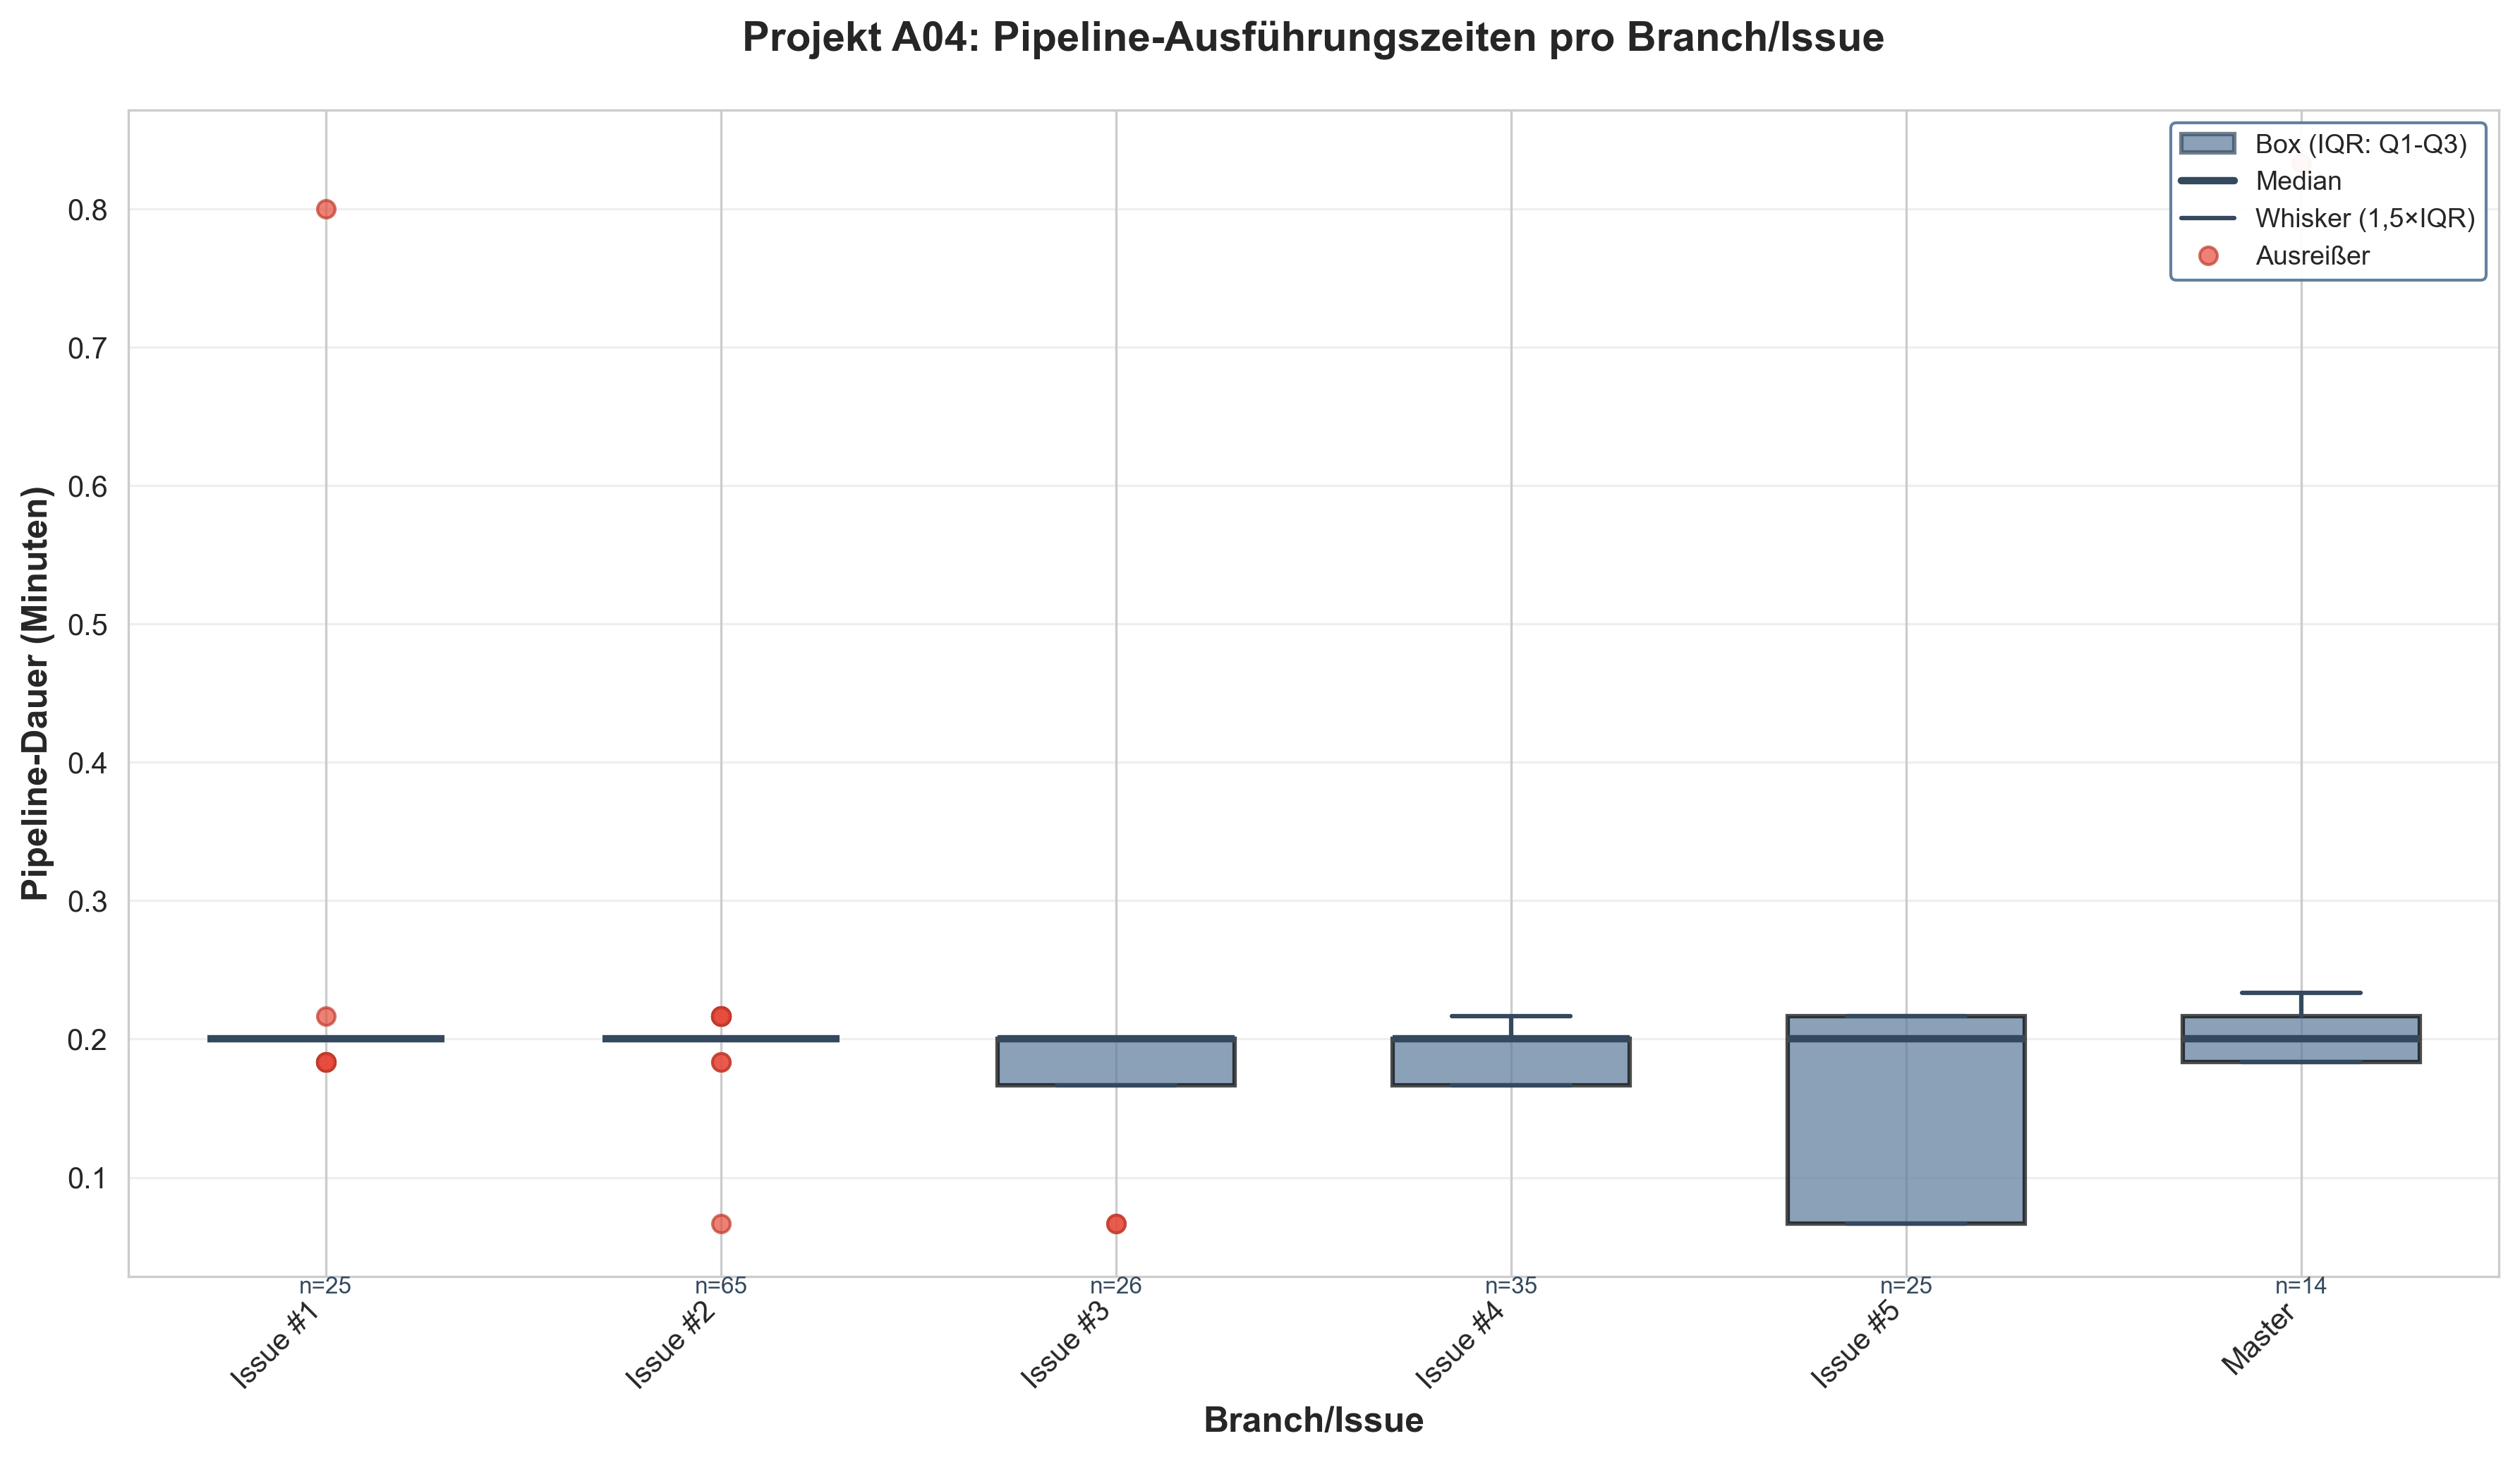 Projekt A04: Pipeline-Ausführungszeiten pro Branch/Issue
Box (IQR: Q1-Q3)
Median
Whisker (1,5×IQR)
Ausreißer
Pipeline-Dauer (Minuten)
0.8
0.7
0.6
0.5
0.4
0.3
0.2
0.1
n=25
n=65
n=26
n=35
n=25
n=14
Issue #1
Issue #2
Issue #3
Issue #4
Issue #5
Master
Branch/Issue